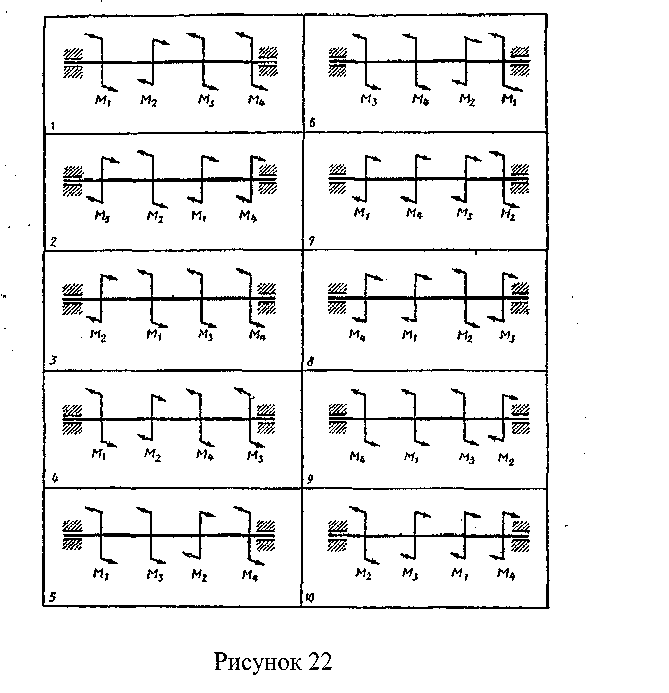 M₁ M₂ M₃ M₄
1
M₃ M₄ M₂ M₁
6
M₃ M₂ M₁ M₄
2
M₁ M₄ M₃ M₂
7
M₂ M₁ M₃ M₄
3
M₄ M₁ M₂ M₃
8
M₁ M₂ M₄ M₃
4
M₄ M₁ M₃ M₂
9
M₁ M₃ M₂ M₄
5
M₂ M₃ M₁ M₄
10
Рисунок 22